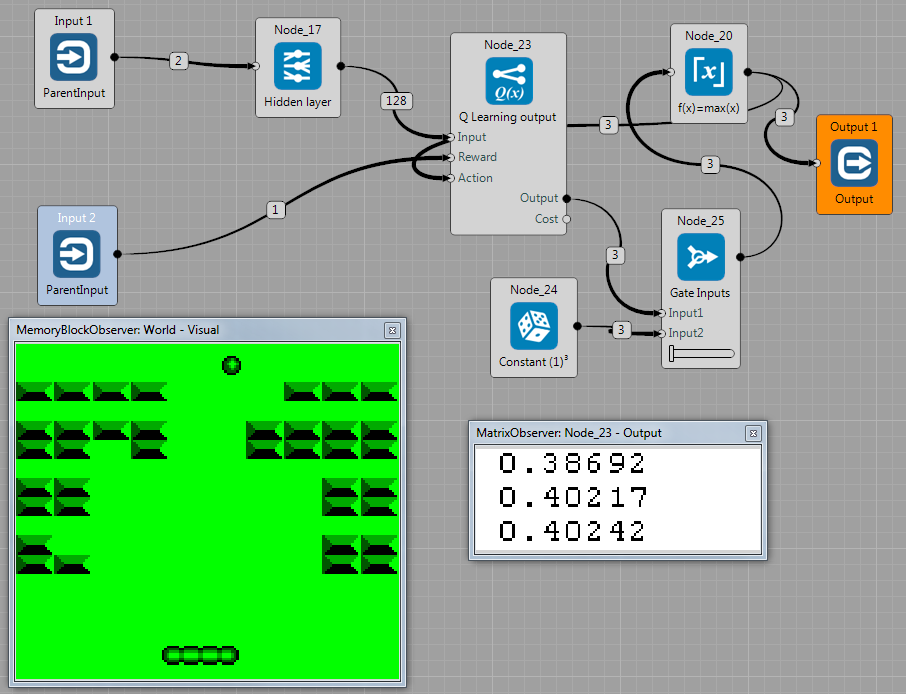 Input 1
ParentInput
2
Node_17
Hidden layer
128
Node_23
Q(x)
Q Learning output
Input
Reward
Action
Output
Cost
3
Node_20
[x]
f(x)=max(x)
3
Output 1
Output
3
1
Input 2
ParentInput
3
Node_25
Gate Inputs
Input1
Input2
Node_24
Constant (1)³
3
MemoryBlockObserver: World - Visual
MatrixObserver: Node_23 - Output
0.38692
0.40217
0.40242